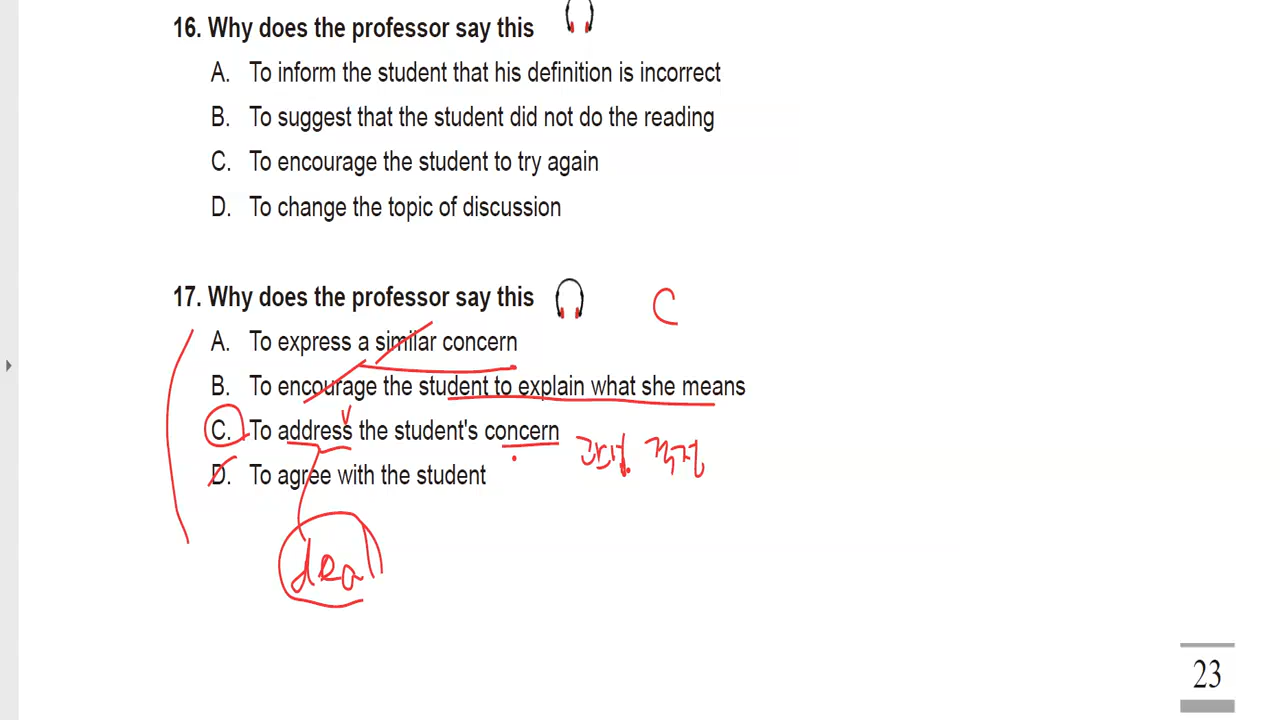 16. Why does the professor say this
A. To inform the student that his definition is incorrect
B. To suggest that the student did not do the reading
C. To encourage the student to try again
D. To change the topic of discussion
17. Why does the professor say this
C
A. To express a similar concern
B. To encourage the student to explain what she means
C. To address the student's concern
걱정
D. To agree with the student
deal
23